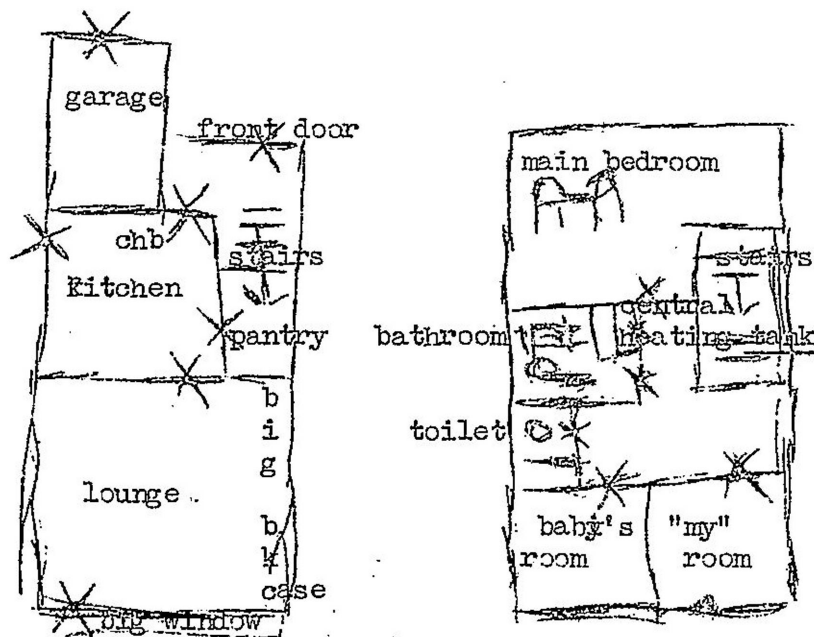 garage
front door
chb
stairs
Kitchen
pantry
b
i
g
b
k
case
lounge
big window
main bedroom
stairs
central
heating tank
bathroom
toilet
baby's
room
"my"
room